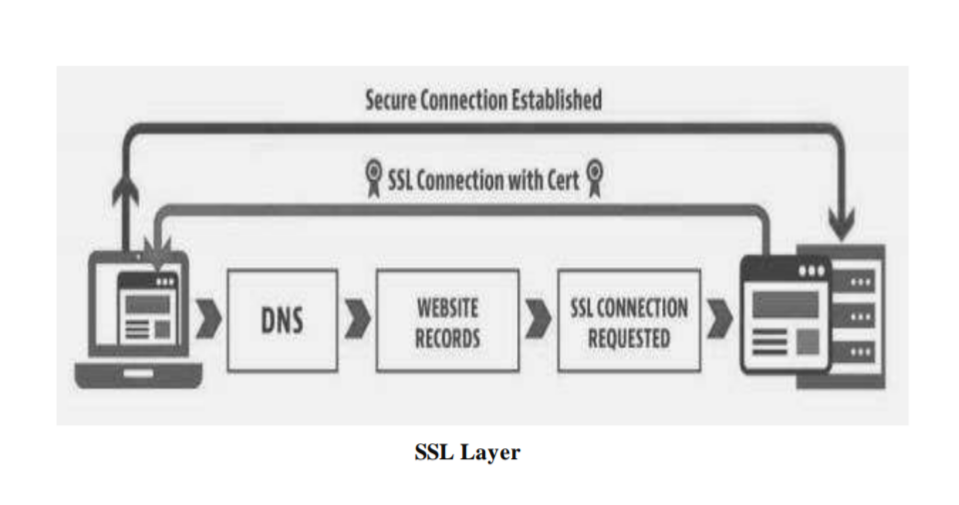 Secure Connection Established
SSL Connection with Cert
DNS
WEBSITE
RECORDS
SSL CONNECTION
REQUESTED
SSL Layer